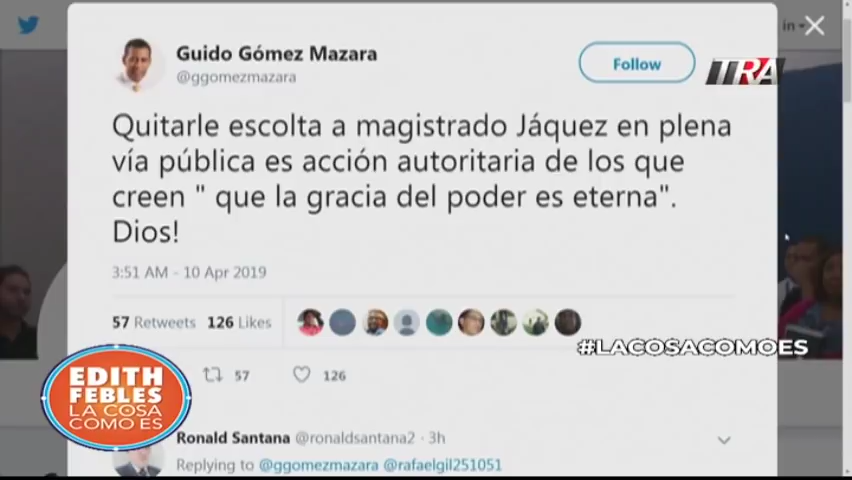 in
Guido Gómez Mazara
@ggomezmazara
Follow
TRA
Quitarle escolta a magistrado Jáquez en plena
vía pública es acción autoritaria de los que
creen " que la gracia del poder es eterna".
Dios!
3:51 AM - 10 Apr 2019
57 Retweets 126 Likes
#LACOSACOMOES
57 126
EDITH
FEBLES
LA COSA
COMO ES
Ronald Santana @ronaldsantana2 · 3h
Replying to @ggomezmazara @rafaelgil251051